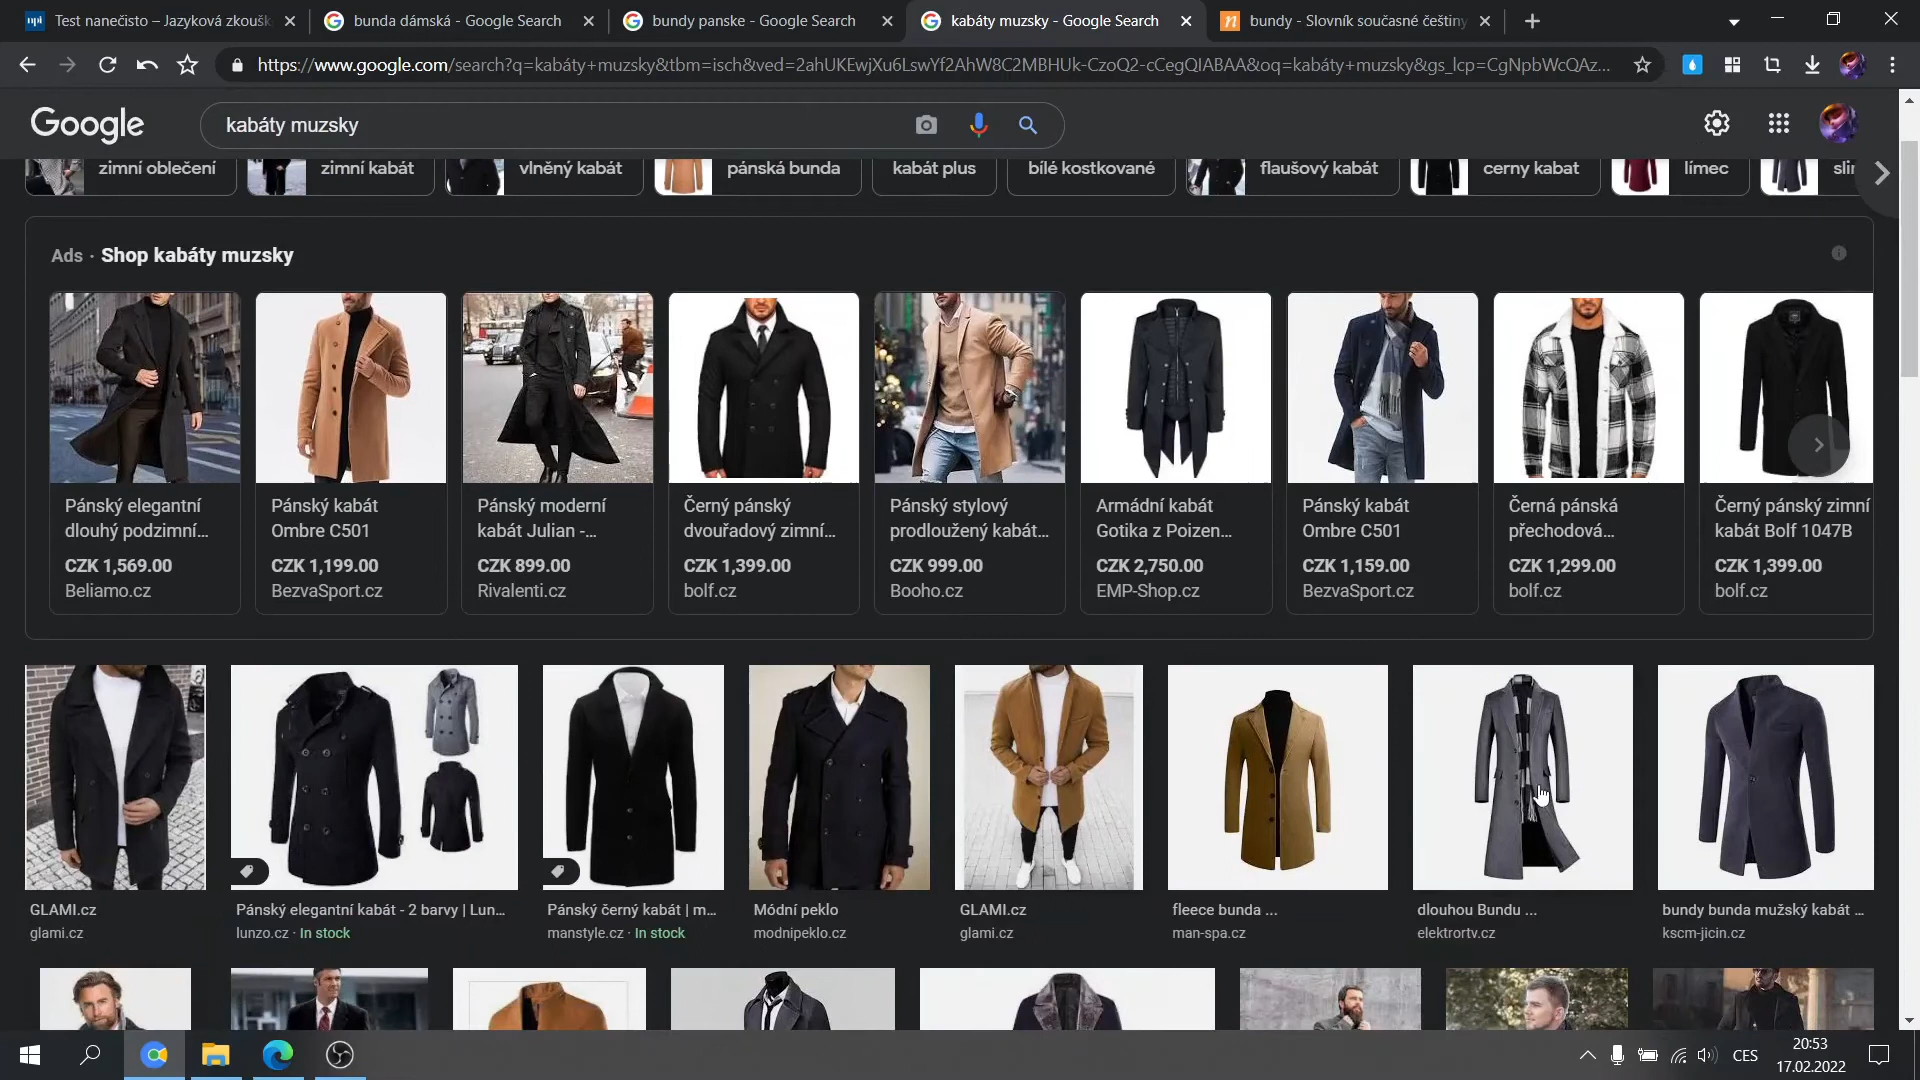 Test nanečisto – Jazyková zkoušk
bunda dámská - Google Search
bundy panske - Google Search
kabáty muzsky - Google Search
bundy - Slovník současné češtiny
https://www.google.com/search?q=kabáty+muzsky&tbm=isch&ved=2ahUKEwjXu6LswYf2AhW8C2MBHUk-CzoQ2-cCegQIABAA&oq=kabáty+muzsky&gs_lcp=CgNpbWcQAz...
Google
kabáty muzsky
zimní oblečení
zimní kabát
vlněný kabát
pánská bunda
kabát plus
bílé kostkované
flaušový kabát
cerny kabat
límec
slir
Ads · Shop kabáty muzsky
Pánský elegantní
dlouhý podzimní...
CZK 1,569.00
Beliamo.cz
Pánský kabát
Ombre C501
CZK 1,199.00
BezvaSport.cz
Pánský moderní
kabát Julian -...
CZK 899.00
Rivalenti.cz
Černý pánský
dvouřadový zimní...
CZK 1,399.00
bolf.cz
Pánský stylový
prodloužený kabát...
CZK 999.00
Booho.cz
Armádní kabát
Gotika z Poizen...
CZK 2,750.00
EMP-Shop.cz
Pánský kabát
Ombre C501
CZK 1,159.00
BezvaSport.cz
Černá pánská
přechodová...
CZK 1,299.00
bolf.cz
Černý pánský zimní
kabát Bolf 1047B
CZK 1,399.00
bolf.cz
GLAMI.cz
glami.cz
Pánský elegantní kabát - 2 barvy | Lun...
lunzo.cz · In stock
Pánský černý kabát | m...
manstyle.cz · In stock
Módní peklo
modnipeklo.cz
GLAMI.cz
glami.cz
fleece bunda ...
man-spa.cz
dlouhou Bundu ...
elektrortv.cz
bundy bunda mužský kabát ...
kscm-jicin.cz
CES
20:53
17.02.2022